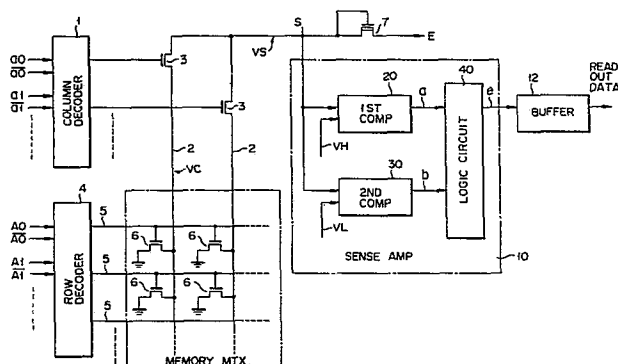 1
a0
a0
a1
a1
COLUMN DECODER
3
3
2
2
VC
VS
S
7
E
20
1ST COMP
VH
a
40
LOGIC CIRCUIT
e
12
BUFFER
READ OUT DATA
30
2ND COMP
VL
b
SENSE AMP
10
4
A0
A0
A1
A1
ROW DECODER
5
5
5
6
6
6
6
MEMORY MTX